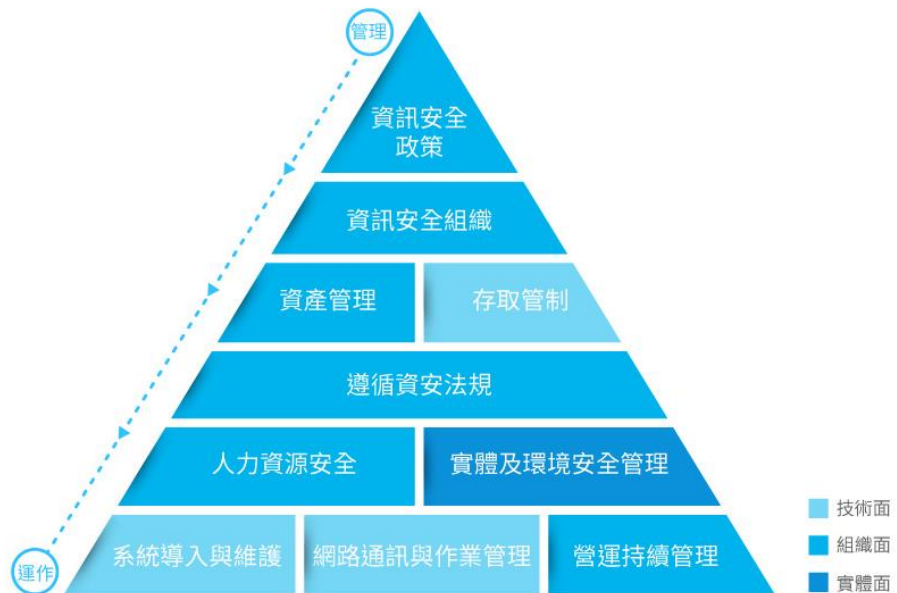 管理
資訊安全
政策
資訊安全組織
資產管理
存取管制
遵循資安法規
人力資源安全
實體及環境安全管理
系統導入與維護
網路通訊與作業管理
營運持續管理
運作
技術面
組織面
實體面